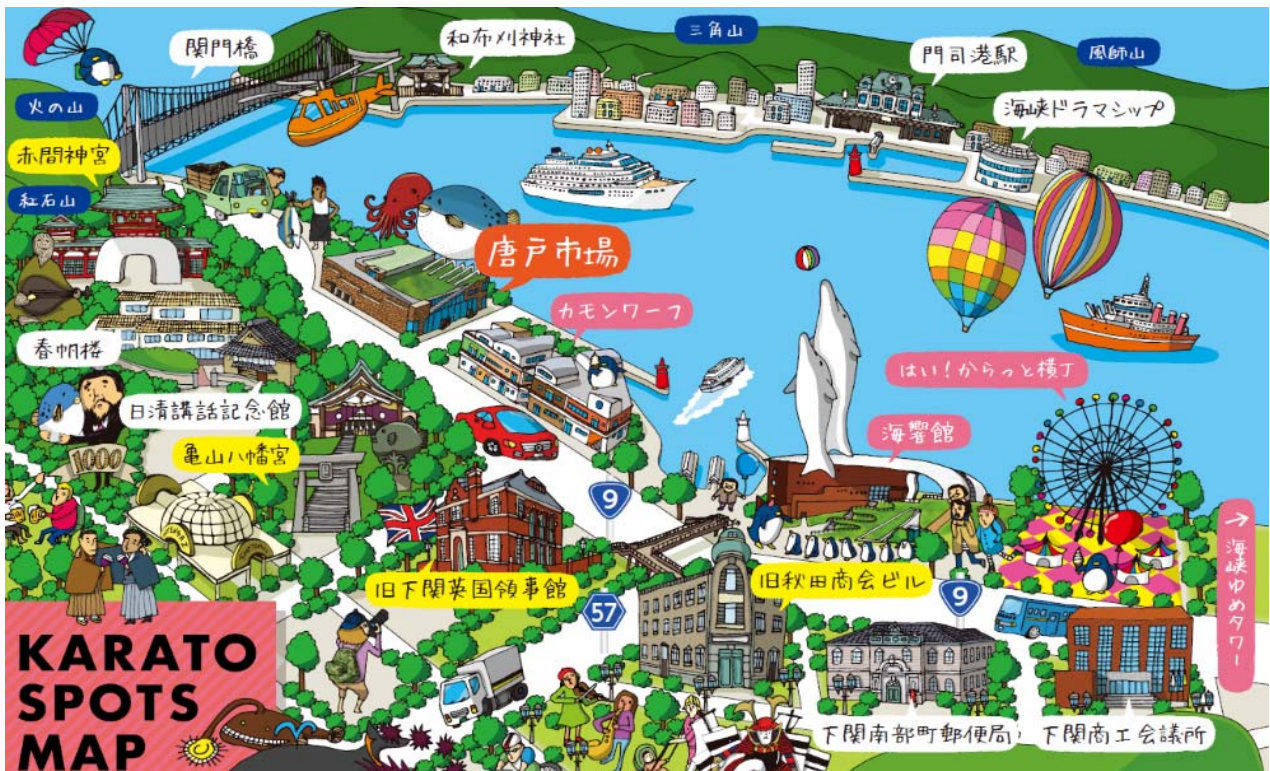 関門橋
和布刈神社
三角山
門司港駅
風師山
火の山
海峡ドラマシップ
赤間神宮
紅石山
唐戸市場
カモンワーフ
春帆楼
はい！からっと横丁
日清講話記念館
海響館
亀山八幡宮
1000
9
→海峡ゆめタワー
旧下関英国領事館
旧秋田商会ビル
57
9
KARATO
SPOTS
MAP
下関南部町郵便局
下関商工会議所